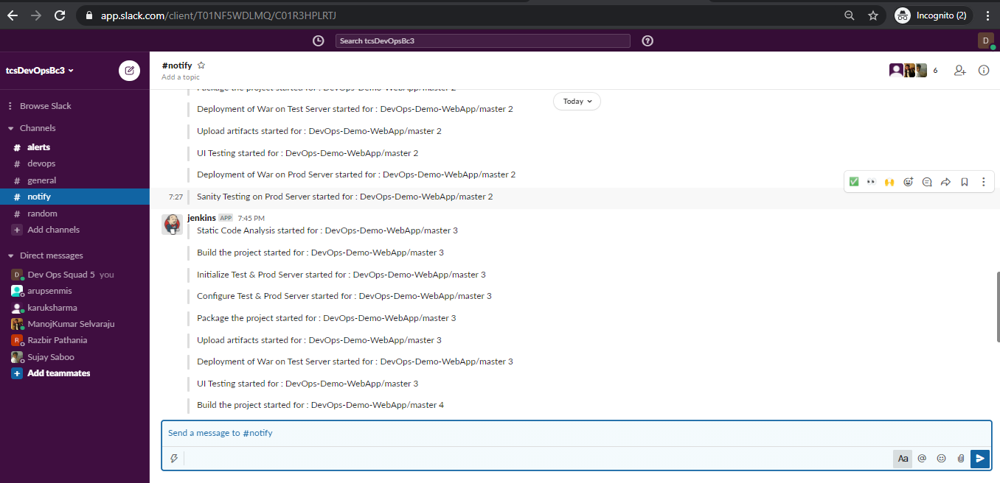 app.slack.com/client/T01NF5WDLMQ/C01R3HPLRTJ
Incognito (2)
Search tcsDevOpsBc3
D
tcsDevOpsBc3
Browse Slack
Channels
# alerts
# devops
# general
# notify
# random
+ Add channels
Direct messages
D Dev Ops Squad 5 you
arupsenmis
karuksharma
ManojKumar Selvaraju
R Razbir Pathania
Sujay Saboo
+ Add teammates
#notify
Add a topic
6
Today
Package the project started for : DevOps-Demo-WebApp/master 2
Deployment of War on Test Server started for : DevOps-Demo-WebApp/master 2
Upload artifacts started for : DevOps-Demo-WebApp/master 2
UI Testing started for : DevOps-Demo-WebApp/master 2
Deployment of War on Prod Server started for : DevOps-Demo-WebApp/master 2
7:27 Sanity Testing on Prod Server started for : DevOps-Demo-WebApp/master 2
jenkins APP 7:45 PM
Static Code Analysis started for : DevOps-Demo-WebApp/master 3
Build the project started for : DevOps-Demo-WebApp/master 3
Initialize Test & Prod Server started for : DevOps-Demo-WebApp/master 3
Configure Test & Prod Server started for : DevOps-Demo-WebApp/master 3
Package the project started for : DevOps-Demo-WebApp/master 3
Upload artifacts started for : DevOps-Demo-WebApp/master 3
Deployment of War on Test Server started for : DevOps-Demo-WebApp/master 3
UI Testing started for : DevOps-Demo-WebApp/master 3
Build the project started for : DevOps-Demo-WebApp/master 4
Send a message to #notify
Aa @